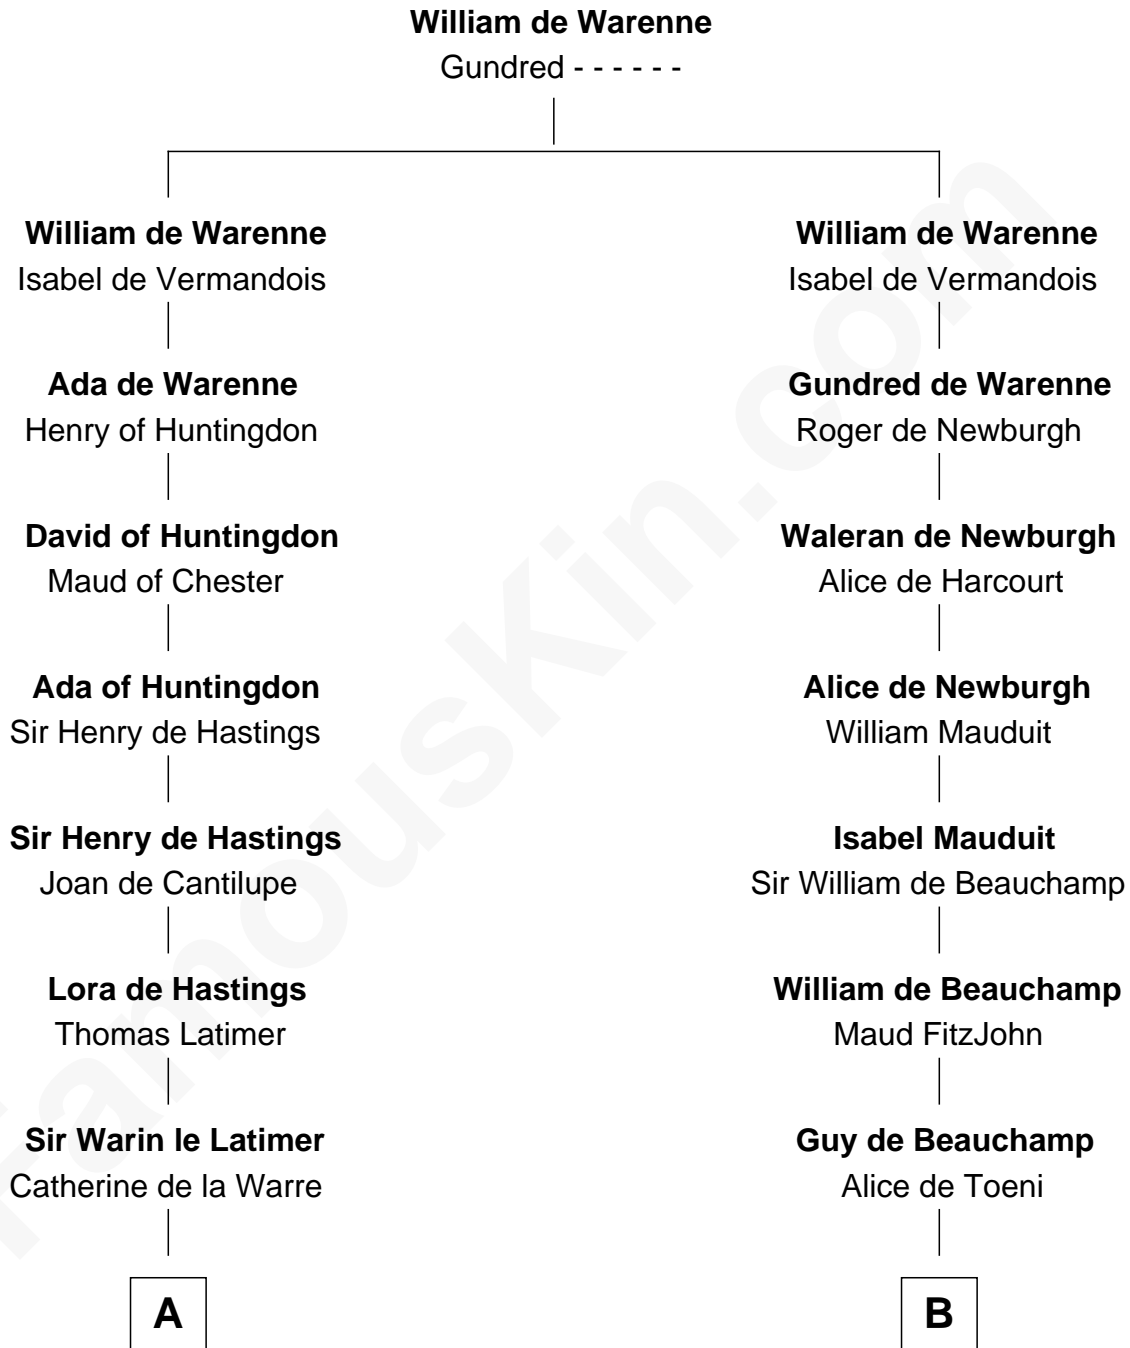 William de Warenne
Gundred - - - - - -
William de Warenne
Isabel de Vermandois
William de Warenne
Isabel de Vermandois
Ada de Warenne
Henry of Huntingdon
Gundred de Warenne
Roger de Newburgh
David of Huntingdon
Maud of Chester
Waleran de Newburgh
Alice de Harcourt
Ada of Huntingdon
Sir Henry de Hastings
Alice de Newburgh
William Mauduit
Sir Henry de Hastings
Joan de Cantilupe
Isabel Mauduit
Sir William de Beauchamp
Lora de Hastings
Thomas Latimer
William de Beauchamp
Maud FitzJohn
Sir Warin le Latimer
Catherine de la Warre
Guy de Beauchamp
Alice de Toeni
A
B
FamousKin.com